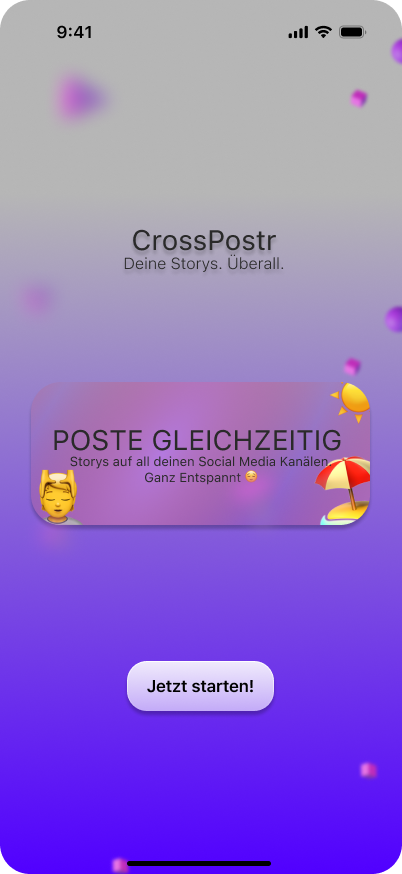 9:41
CrossPostr
Deine Storys. Überall.
POSTE GLEICHZEITIG
Storys auf all deinen Social Media Kanälen
Ganz Entspannt 😌
Jetzt starten!